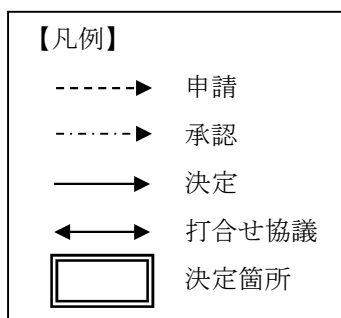 【凡例】
申請
承認
決定
打合せ協議
決定箇所